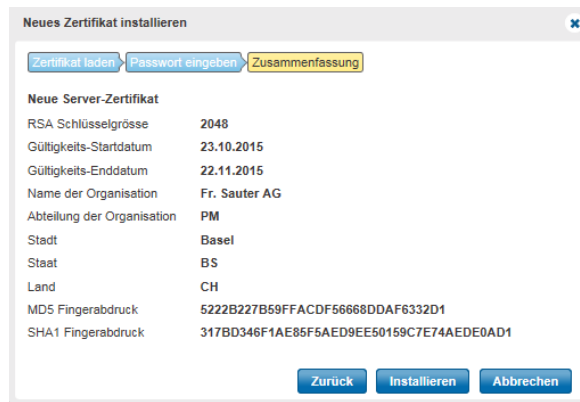 Neues Zertifikat installieren
Zertifikat laden Passwort eingeben Zusammenfassung
Neue Server-Zertifikat
RSA Schlüsselgrösse 2048
Gültigkeits-Startdatum 23.10.2015
Gültigkeits-Enddatum 22.11.2015
Name der Organisation Fr. Sauter AG
Abteilung der Organisation PM
Stadt Basel
Staat BS
Land CH
MD5 Fingerabdruck 5222B227B59FFACDF56668DDAF6332D1
SHA1 Fingerabdruck 317BD346F1AE85F5AED9EE50159C7E74AEDE0AD1
Zurück Installieren Abbrechen